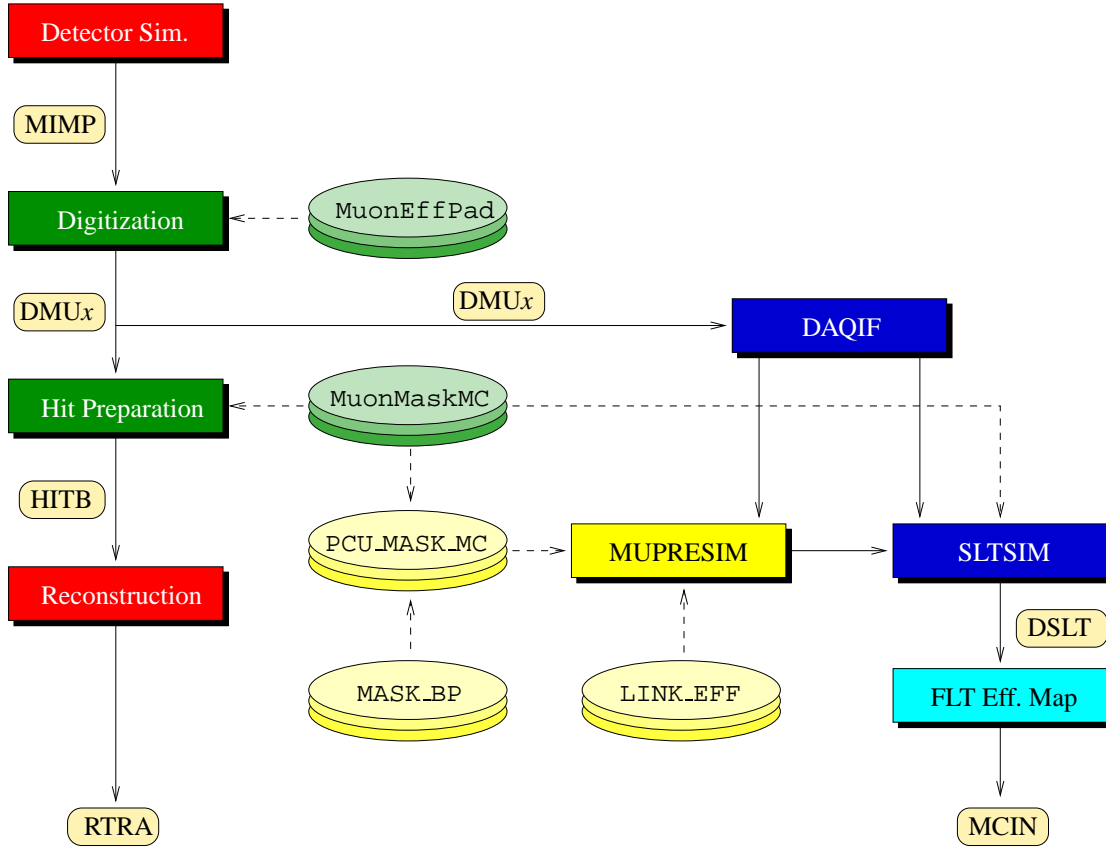 Detector Sim.
MIMP
Digitization
MuonEffPad
DMUx
DMUx
DAQIF
Hit Preparation
MuonMaskMC
HITB
PCU_MASK_MC
MUPRESIM
SLTSIM
Reconstruction
DSLT
MASK_BP
LINK_EFF
FLT Eff. Map
RTRA
MCIN